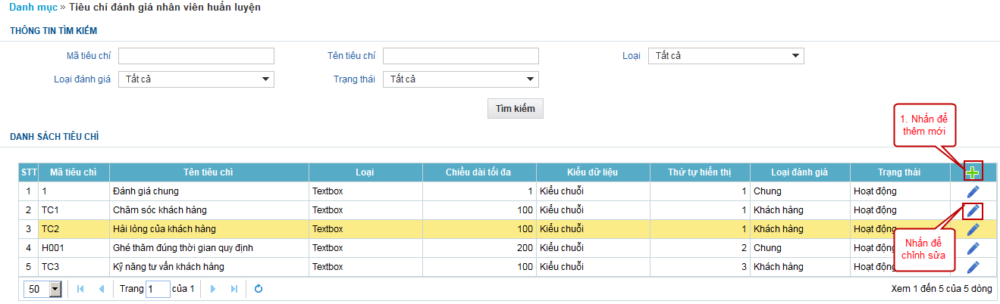 Danh mục » Tiêu chí đánh giá nhân viên huấn luyện
THÔNG TIN TÌM KIẾM
Mã tiêu chí Tên tiêu chí Loại Tất cả
Loại đánh giá Tất cả Trạng thái Tất cả
Tìm kiếm
1. Nhấn để
thêm mới
DANH SÁCH TIÊU CHÍ
STT Mã tiêu chí Tên tiêu chí Loại Chiều dài tối đa Kiểu dữ liệu Thứ tự hiển thị Loại đánh giá Trạng thái
1 1 Đánh giá chung Textbox 1 Kiểu chuỗi 1 Chung Hoạt động
2 TC1 Chăm sóc khách hàng Textbox 100 Kiểu chuỗi 1 Khách hàng Hoạt động
3 TC2 Hài lòng của khách hàng Textbox 100 Kiểu chuỗi 1 Khách hàng Hoạt động
4 H001 Ghé thăm đúng thời gian quy định Textbox 200 Kiểu chuỗi 2 Chung Hoạt động
5 TC3 Kỹ năng tư vấn khách hàng Textbox 100 Kiểu chuỗi 3 Khách hàng Hoạt động
Nhấn để
chỉnh sửa
50 Trang 1 của 1 Xem 1 đến 5 của 5 dòng